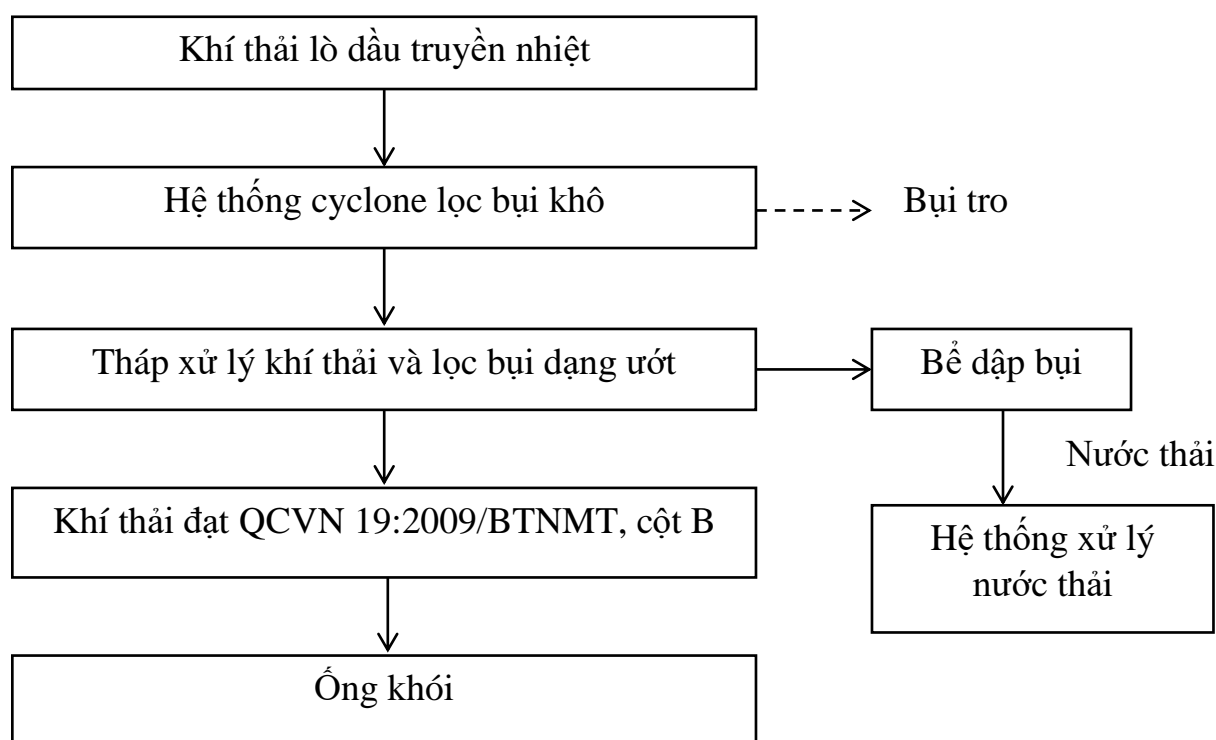 Khí thải lò dầu truyền nhiệt
Hệ thống cyclone lọc bụi khô
Bụi tro
Tháp xử lý khí thải và lọc bụi dạng ướt
Bể dập bụi
Nước thải
Khí thải đạt QCVN 19:2009/BTNMT, cột B
Hệ thống xử lý
nước thải
Ống khói